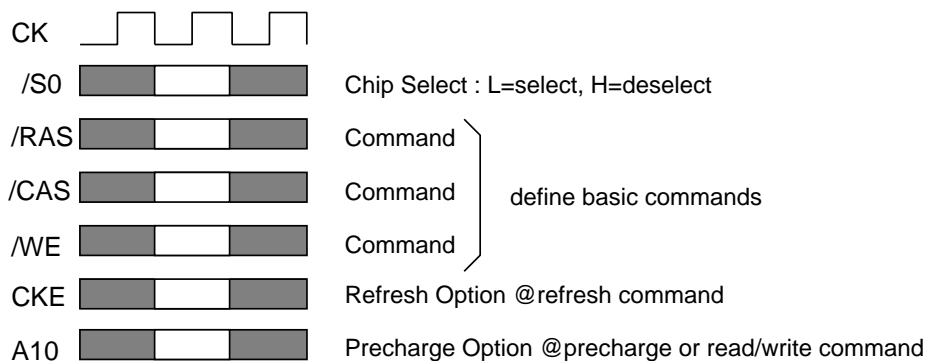 CK
/S0 Chip Select : L=select, H=deselect
/RAS Command
/CAS Command define basic commands
/WE Command
CKE Refresh Option @refresh command
A10 Precharge Option @precharge or read/write command